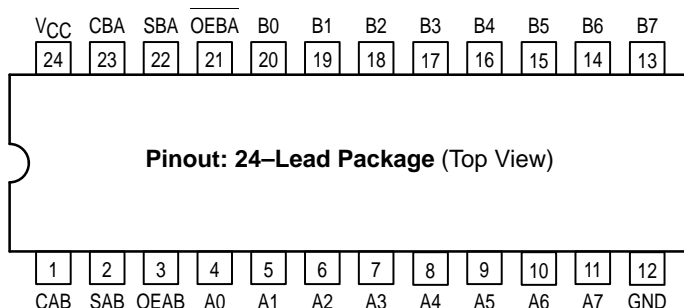 VCC CBA SBA OEBA B0 B1 B2 B3 B4 B5 B6 B7
24 23 22 21 20 19 18 17 16 15 14 13
Pinout: 24–Lead Package (Top View)
1 2 3 4 5 6 7 8 9 10 11 12
CAB SAB OEAB A0 A1 A2 A3 A4 A5 A6 A7 GND